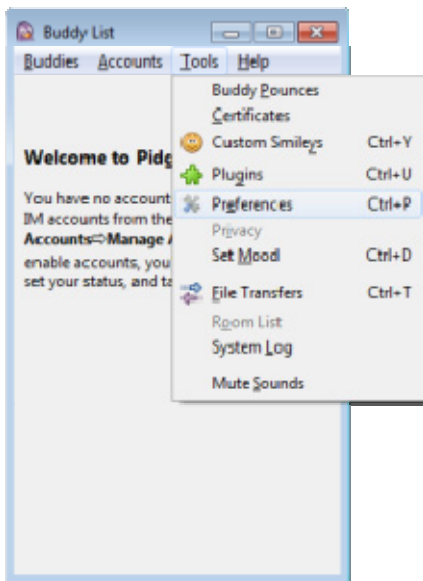 Buddy List
Buddies Accounts Tools Help
Buddy Pounces
Certificates
Custom Smileys Ctrl+Y
Plugins Ctrl+U
Preferences Ctrl+P
Privacy
Set Mood Ctrl+D
File Transfers Ctrl+T
Room List
System Log
Mute Sounds
Welcome to Pidg
You have no account
IM accounts from the
Accounts⇨Manage A
enable accounts, you
set your status, and ta